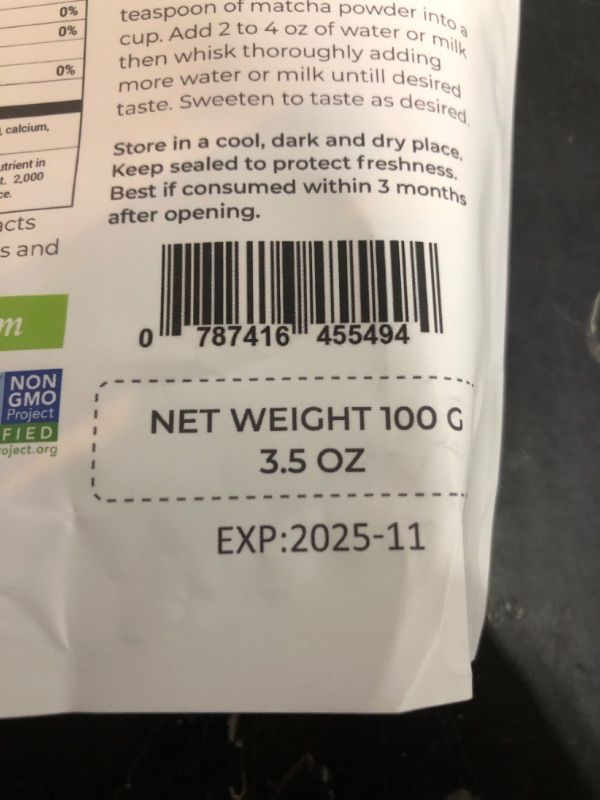 0%
0%
0%
calcium,
in
2,000
teaspoon of matcha powder into a
cup. Add 2 to 4 oz of water or milk
then whisk thoroughly adding
more water or milk untill desired
taste. Sweeten to taste as desired.
Store in a cool, dark and dry place.
Keep sealed to protect freshness.
Best if consumed within 3 months
after opening.
s and
m
NON
GMO
Project
FIED
oject.org
0 787416 455494
NET WEIGHT 100 G
3.5 OZ
EXP:2025-11